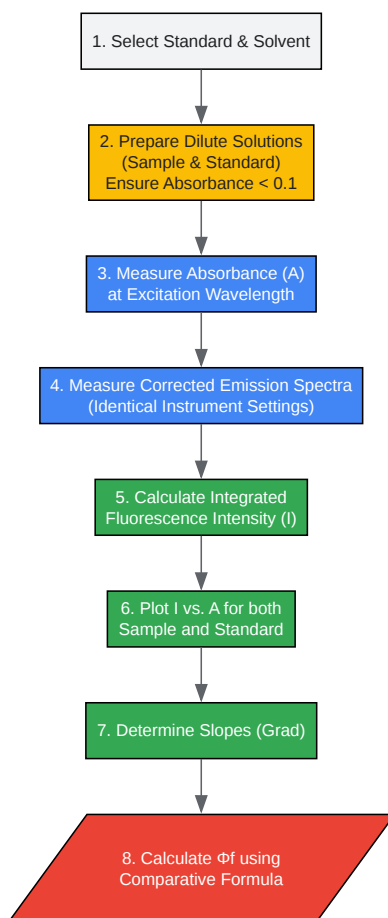 1. Select Standard & Solvent
2. Prepare Dilute Solutions
(Sample & Standard)
Ensure Absorbance < 0.1
3. Measure Absorbance (A)
at Excitation Wavelength
4. Measure Corrected Emission Spectra
(Identical Instrument Settings)
5. Calculate Integrated
Fluorescence Intensity (I)
6. Plot I vs. A for both
Sample and Standard
7. Determine Slopes (Grad)
8. Calculate Φf using
Comparative Formula